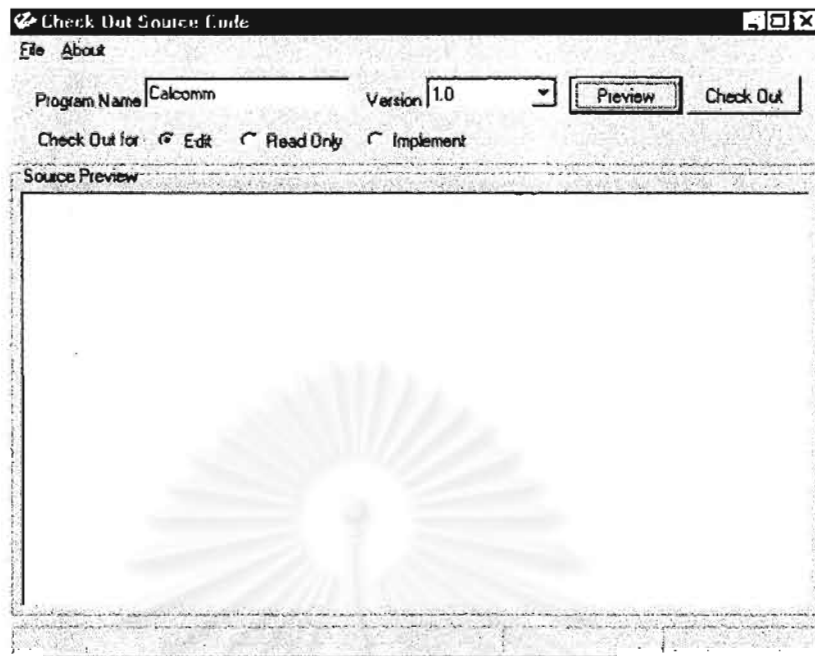 Check Out Source Code
File About
Program Name Calcomm Version 1.0 Preview Check Out
Check Out for Edit Read Only Implement
Source Preview